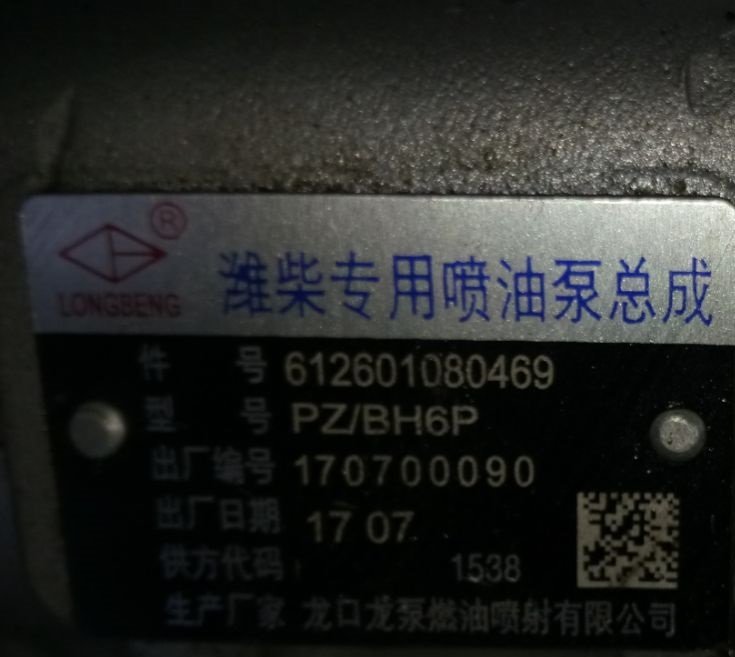 ®
LONGBENG
潍柴专用喷油泵总成
件 号 612601080469
型 号 PZ/BH6P
出厂编号 170700090
出厂日期 17 07
供方代码 1538
生产厂家 龙口龙泵燃油喷射有限公司